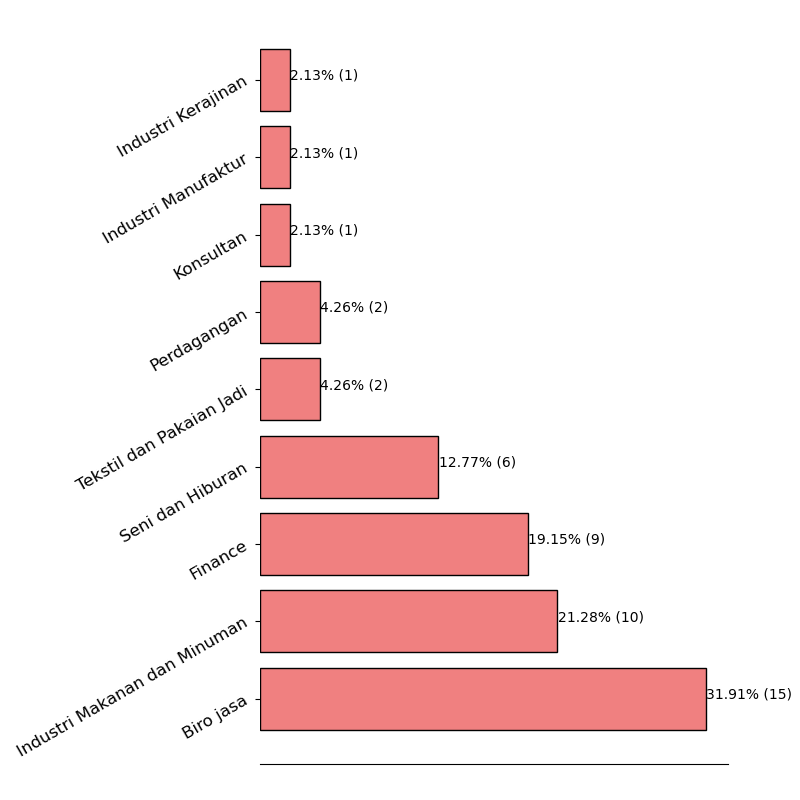 Industri Kerajinan
2.13% (1)
Industri Manufaktur
2.13% (1)
Konsultan
2.13% (1)
Perdagangan
4.26% (2)
Tekstil dan Pakaian Jadi
4.26% (2)
Seni dan Hiburan
12.77% (6)
Finance
19.15% (9)
Industri Makanan dan Minuman
21.28% (10)
Biro jasa
31.91% (15)